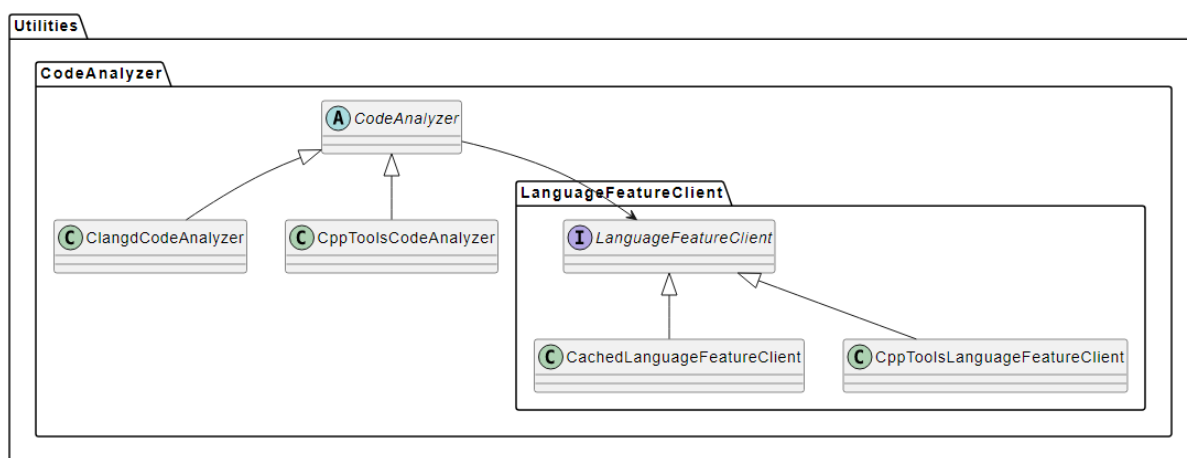 Utilities
CodeAnalyzer
A CodeAnalyzer
LanguageFeatureClient
C ClangdCodeAnalyzer
C CppToolsCodeAnalyzer
I LanguageFeatureClient
C CachedLanguageFeatureClient
C CppToolsLanguageFeatureClient